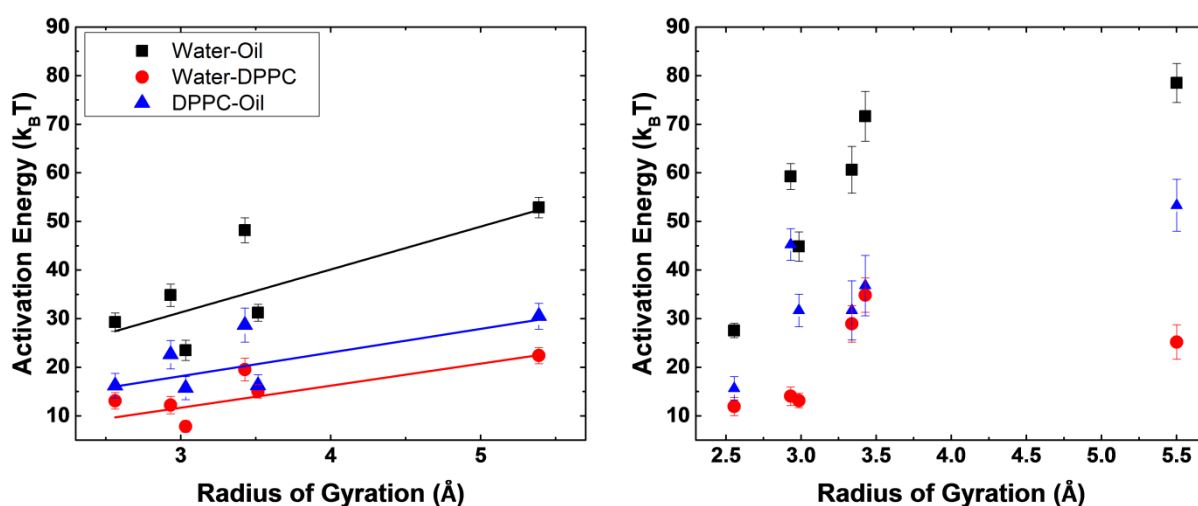 90
80
70
60
50
40
30
20
10
Activation Energy (kBT)
Water-Oil
Water-DPPC
DPPC-Oil
3 4 5
Radius of Gyration (Å)
90
80
70
60
50
40
30
20
10
Activation Energy (kBT)
2.5 3.0 3.5 4.0 4.5 5.0 5.5
Radius of Gyration (Å)